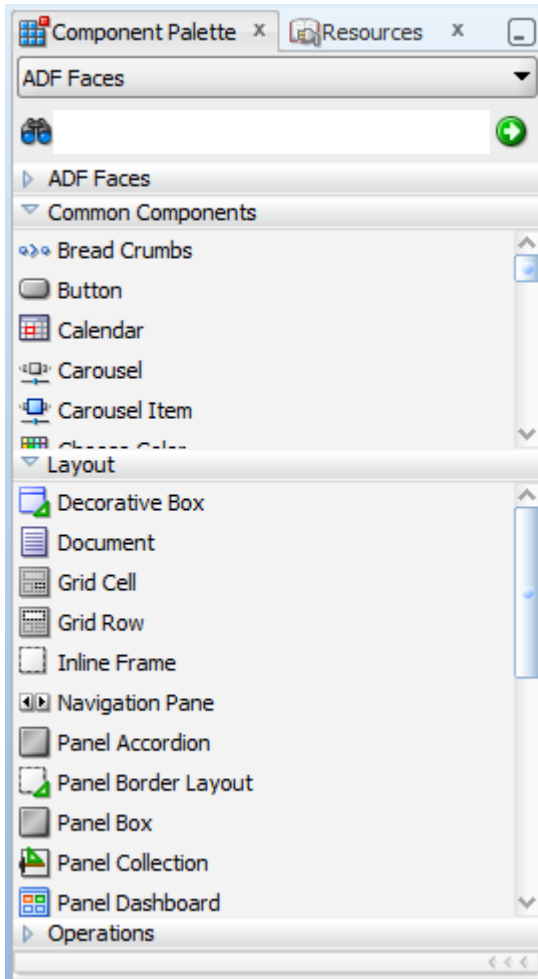 Component Palette x Resources x
ADF Faces
ADF Faces
Common Components
Bread Crumbs
Button
Calendar
Carousel
Carousel Item
Choose Color
Layout
Decorative Box
Document
Grid Cell
Grid Row
Inline Frame
Navigation Pane
Panel Accordion
Panel Border Layout
Panel Box
Panel Collection
Panel Dashboard
Operations